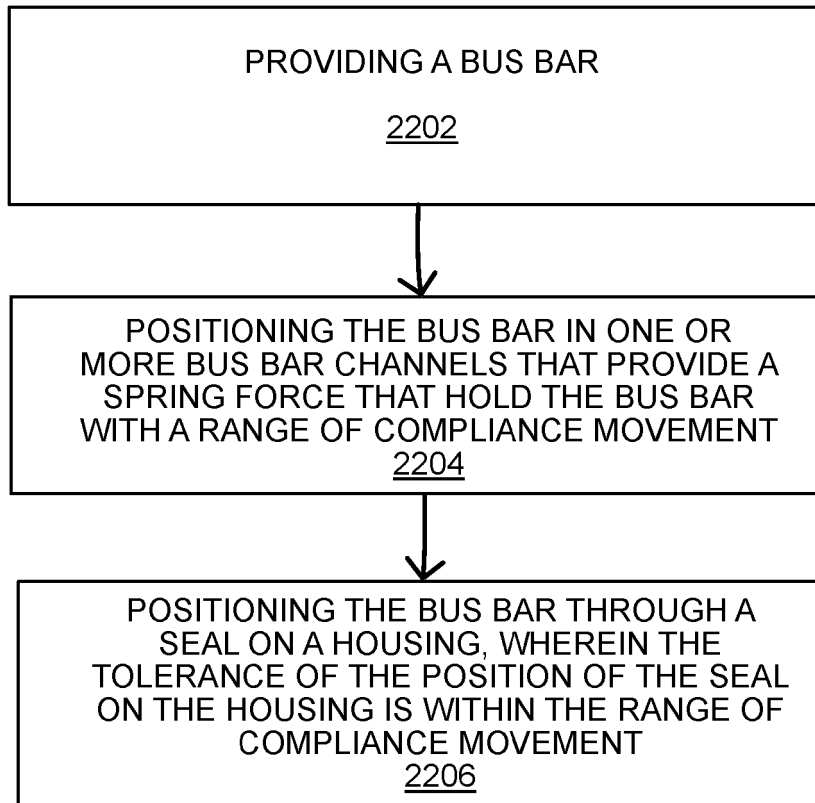 PROVIDING A BUS BAR
2202
POSITIONING THE BUS BAR IN ONE OR
MORE BUS BAR CHANNELS THAT PROVIDE A
SPRING FORCE THAT HOLD THE BUS BAR
WITH A RANGE OF COMPLIANCE MOVEMENT
2204
POSITIONING THE BUS BAR THROUGH A
SEAL ON A HOUSING, WHEREIN THE
TOLERANCE OF THE POSITION OF THE SEAL
ON THE HOUSING IS WITHIN THE RANGE OF
COMPLIANCE MOVEMENT
2206